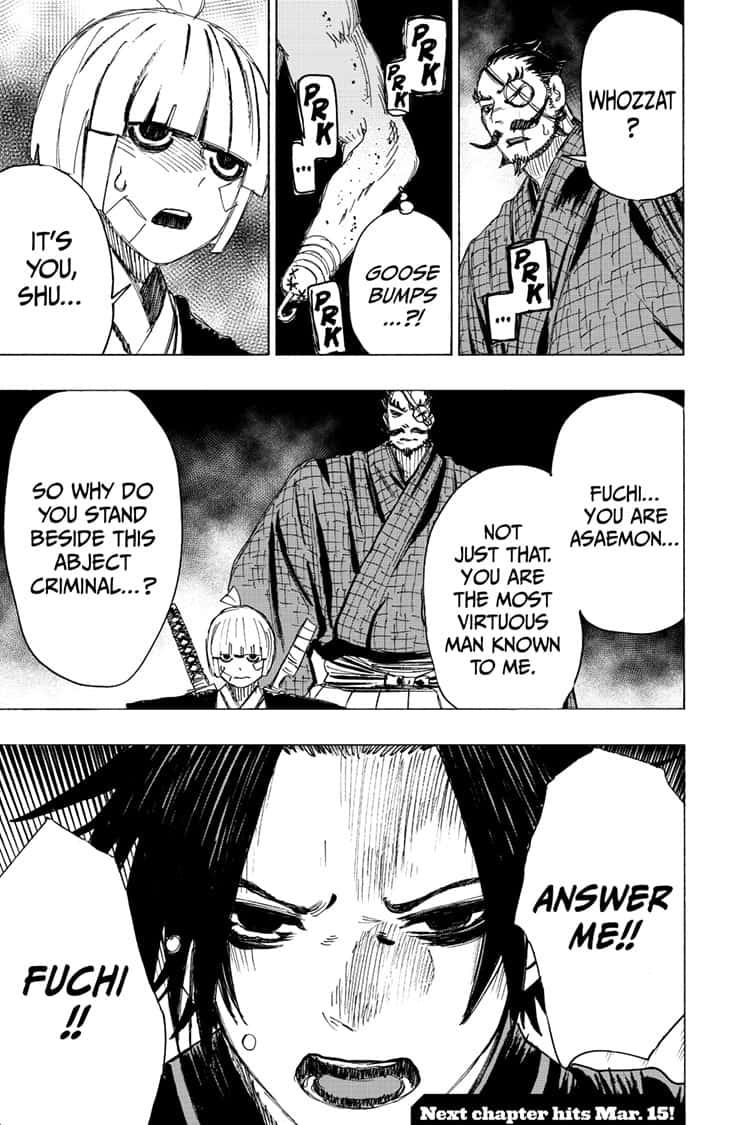 WHOZZAT
?
PRK
...
PRK
PRK
PRK
...
PRK
GOOSE
BUMPS
...?!
IT'S
YOU,
SHU...
FUCHI...
YOU ARE
ASAEMON...
NOT
JUST THAT.
YOU ARE
THE MOST
VIRTUOUS
MAN KNOWN
TO ME.
SO WHY DO
YOU STAND
BESIDE THIS
ABJECT
CRIMINAL...?
ANSWER
ME!!
FUCHI
!!
Next chapter hits Mar. 15!